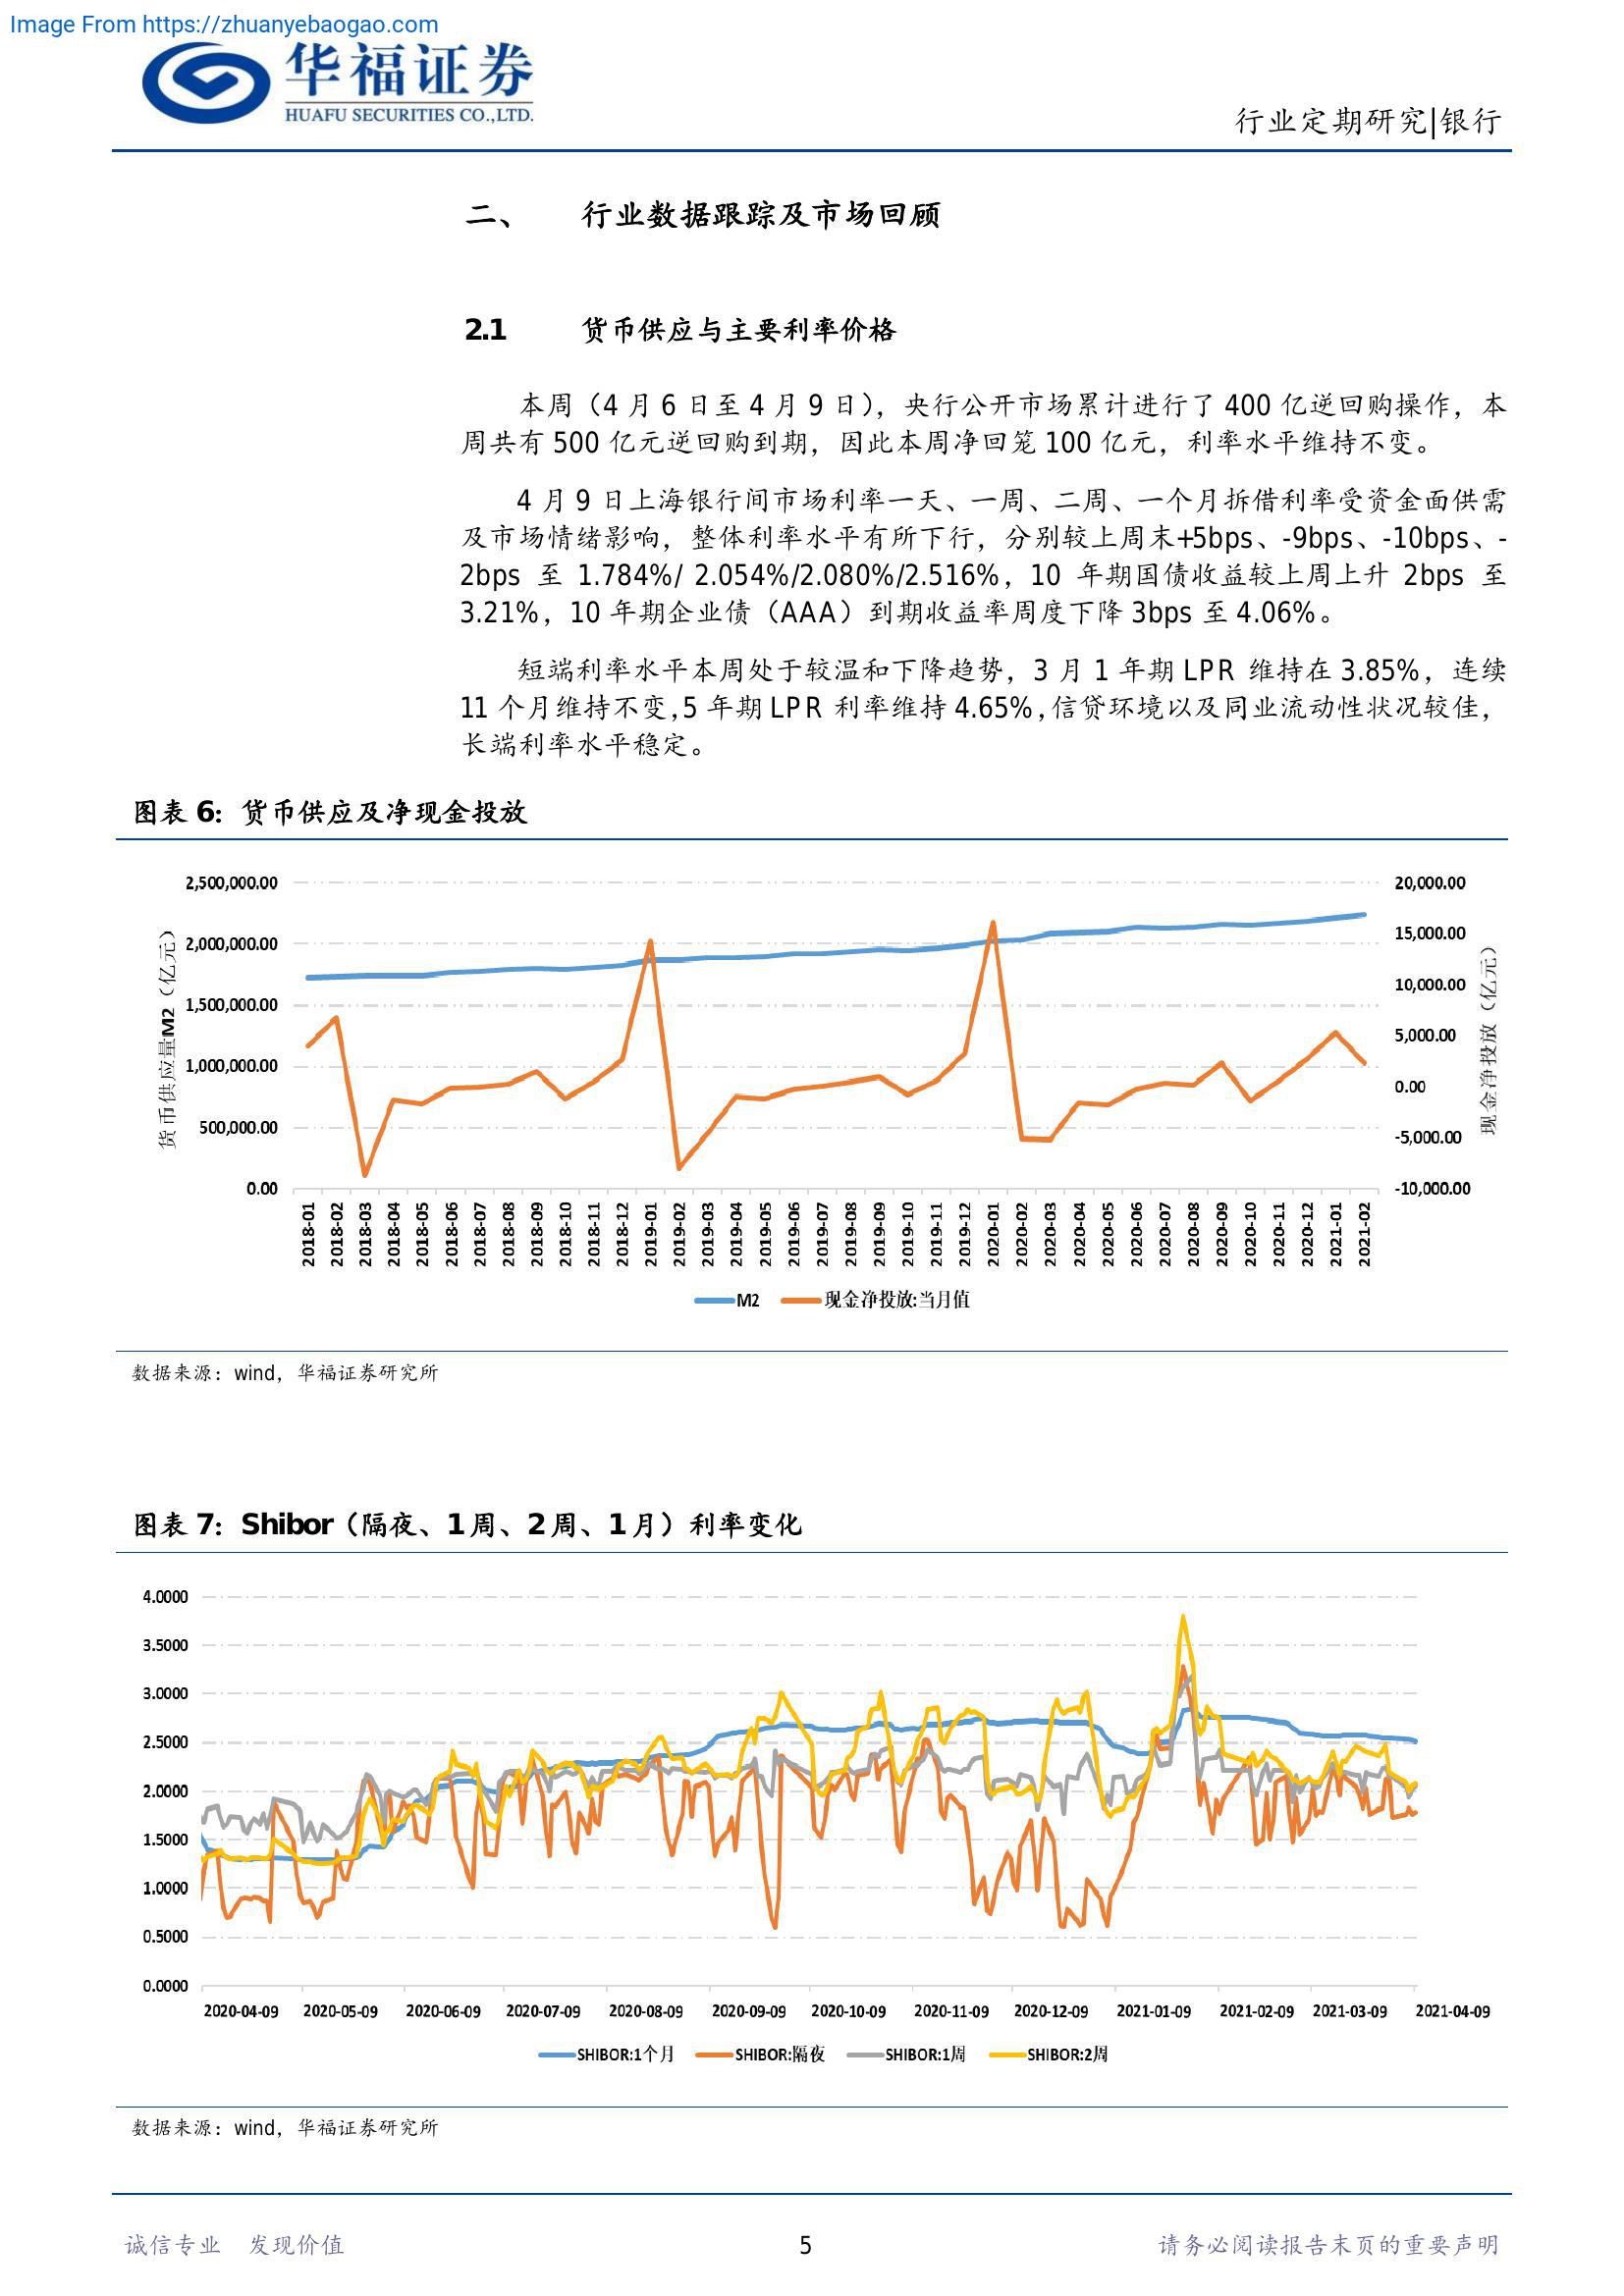 Image From https://zhuanyebaogao.com
华福证券
HUAFU SECURITIES CO.,LTD.
行业定期研究|银行
二、 行业数据跟踪及市场回顾
2.1 货币供应与主要利率价格
本周（4 月 6 日至 4 月 9 日），央行公开市场累计进行了 400 亿逆回购操作，本
周共有 500 亿元逆回购到期，因此本周净回笼 100 亿元，利率水平维持不变。
4 月 9 日上海银行间市场利率一天、一周、二周、一个月拆借利率受资金面供需
及市场情绪影响，整体利率水平有所下行，分别较上周末+5bps、-9bps、-10bps、-
2bps 至 1.784%/ 2.054%/2.080%/2.516%，10 年期国债收益较上周上升 2bps 至
3.21%，10 年期企业债（AAA）到期收益率周度下降 3bps 至 4.06%。
短端利率水平本周处于较温和下降趋势，3 月 1 年期 LPR 维持在 3.85%，连续
11 个月维持不变,5 年期 LPR 利率维持 4.65%,信贷环境以及同业流动性状况较佳，
长端利率水平稳定。
图表 6：货币供应及净现金投放
货币供应量M2（亿元）
2,500,000.00
2,000,000.00
1,500,000.00
1,000,000.00
500,000.00
0.00
20,000.00
15,000.00
10,000.00
5,000.00
0.00
-5,000.00
-10,000.00
现金净投放（亿元）
2018-01
2018-02
2018-03
2018-04
2018-05
2018-06
2018-07
2018-08
2018-09
2018-10
2018-11
2018-12
2019-01
2019-02
2019-03
2019-04
2019-05
2019-06
2019-07
2019-08
2019-09
2019-10
2019-11
2019-12
2020-01
2020-02
2020-03
2020-04
2020-05
2020-06
2020-07
2020-08
2020-09
2020-10
2020-11
2020-12
2021-01
2021-02
M2 现金净投放:当月值
数据来源：wind，华福证券研究所
图表 7：Shibor（隔夜、1 周、2 周、1 月）利率变化
4.0000
3.5000
3.0000
2.5000
2.0000
1.5000
1.0000
0.5000
0.0000
2020-04-09 2020-05-09 2020-06-09 2020-07-09 2020-08-09 2020-09-09 2020-10-09 2020-11-09 2020-12-09 2021-01-09 2021-02-09 2021-03-09 2021-04-09
SHIBOR:1个月 SHIBOR:隔夜 SHIBOR:1周 SHIBOR:2周
数据来源：wind，华福证券研究所
诚信专业 发现价值 5 请务必阅读报告末页的重要声明